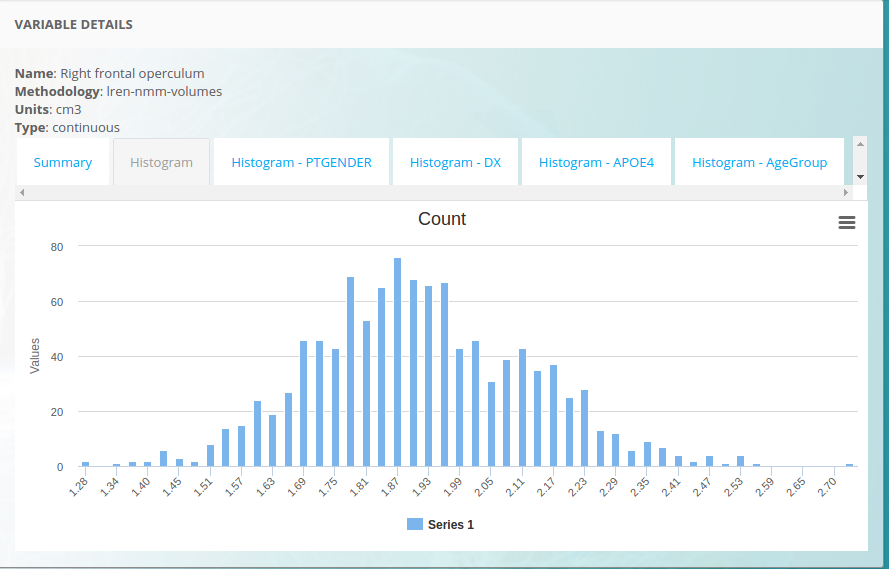 VARIABLE DETAILS
Name: Right frontal operculum
Methodology: lren-nmm-volumes
Units: cm3
Type: continuous
Summary Histogram Histogram - PTGENDER Histogram - DX Histogram - APOE4 Histogram - AgeGroup
Count
80
60
40
20
0
Values
1.28 1.34 1.40 1.45 1.51 1.57 1.63 1.69 1.75 1.81 1.87 1.93 1.99 2.05 2.11 2.17 2.23 2.29 2.35 2.41 2.47 2.53 2.59 2.65 2.70
Series 1